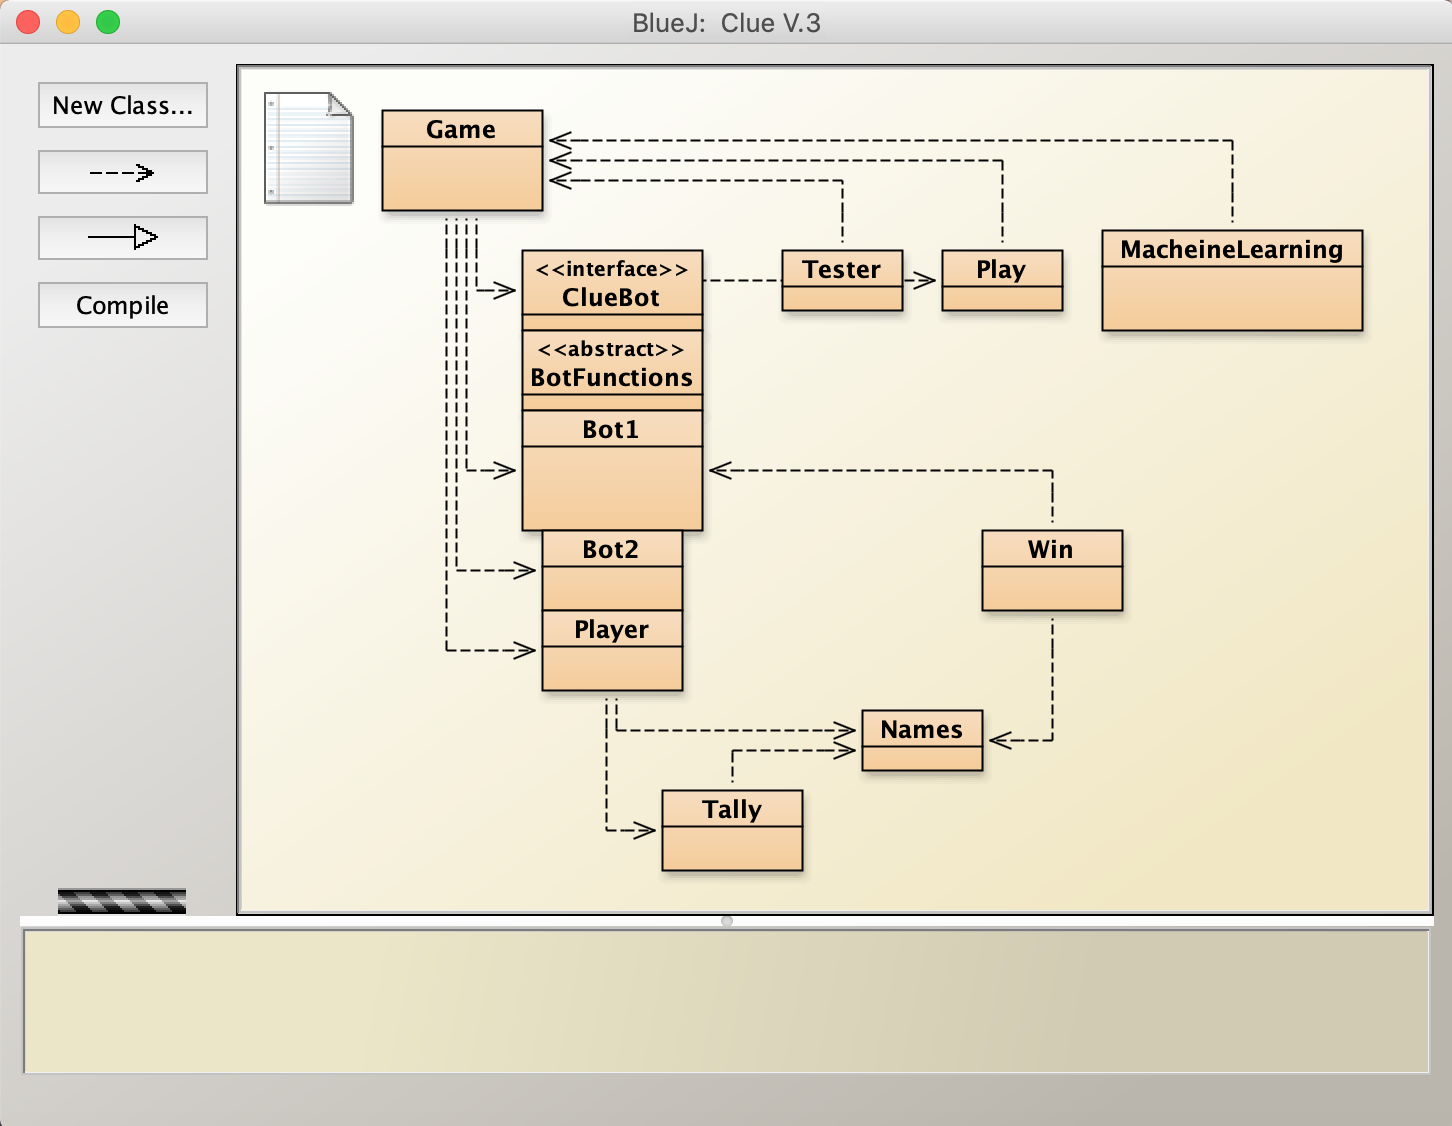 BlueJ:  Clue V.3
New Class...
Compile
Game
<<interface>>
ClueBot
Tester
Play
MacheineLearning
<<abstract>>
BotFunctions
Bot1
Bot2
Win
Player
Names
Tally